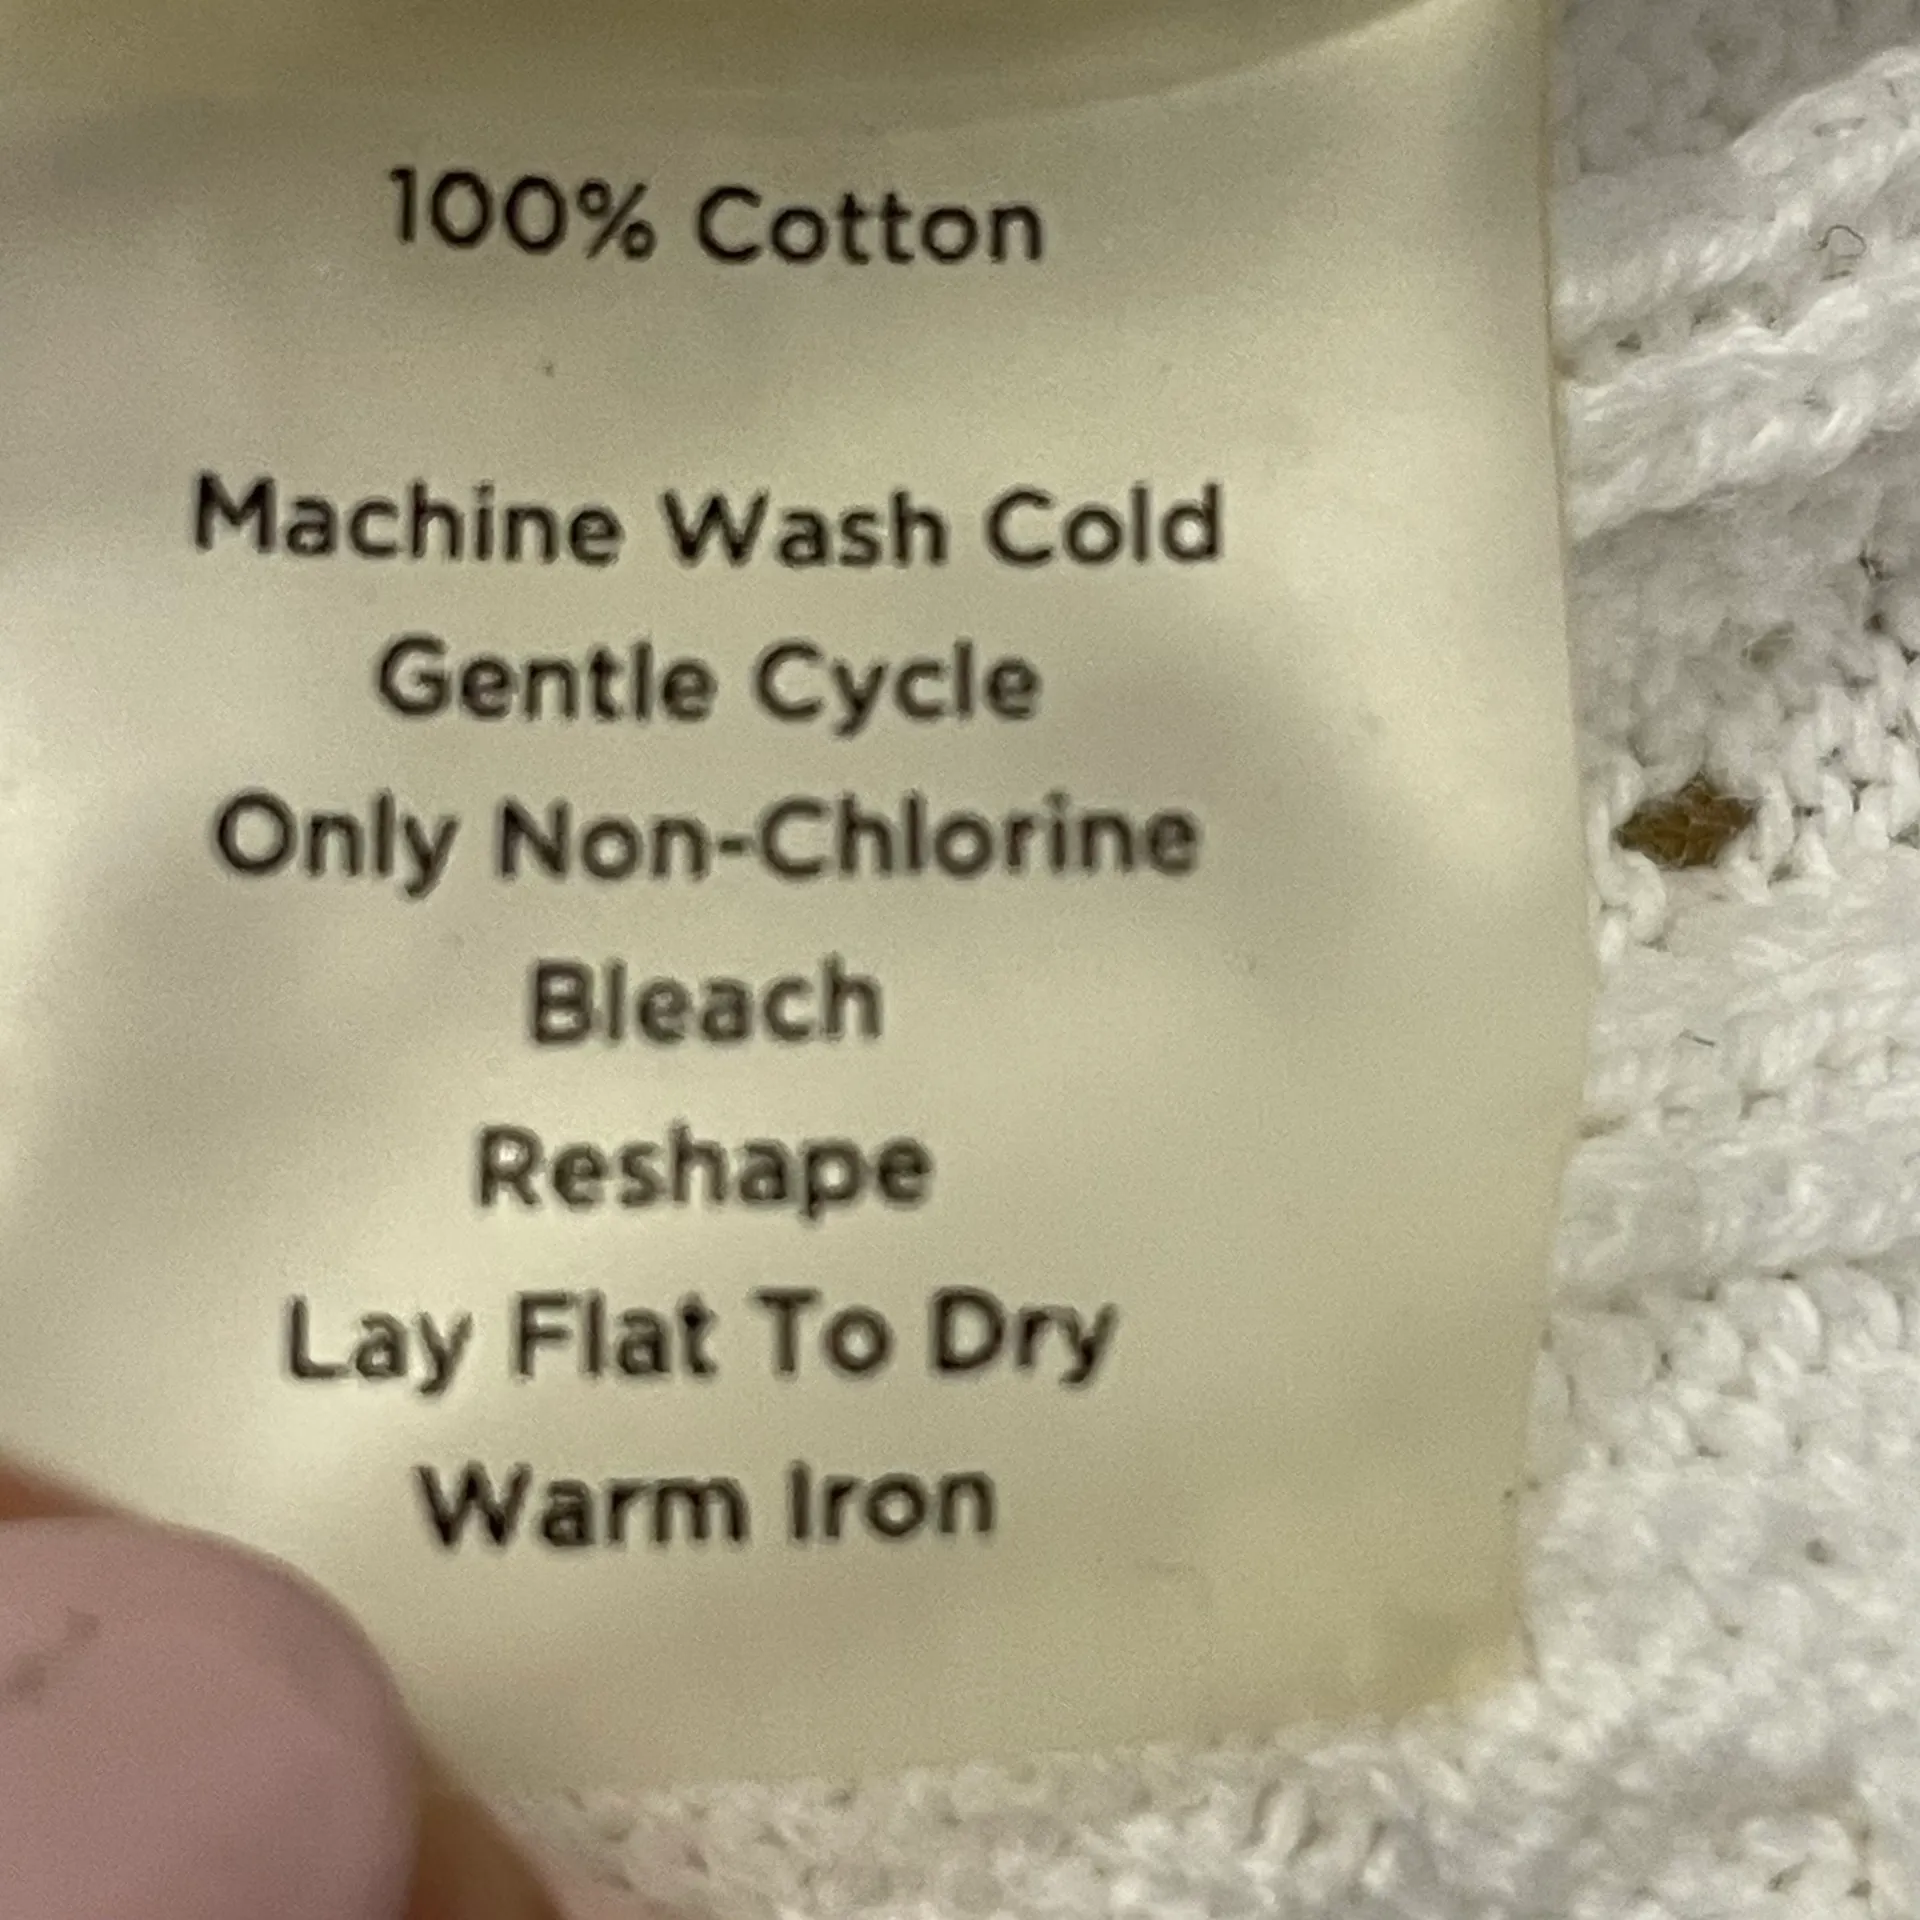 100% Cotton
Machine Wash Cold
Gentle Cycle
Only Non-Chlorine
Bleach
Reshape
Lay Flat To Dry
Warm Iron